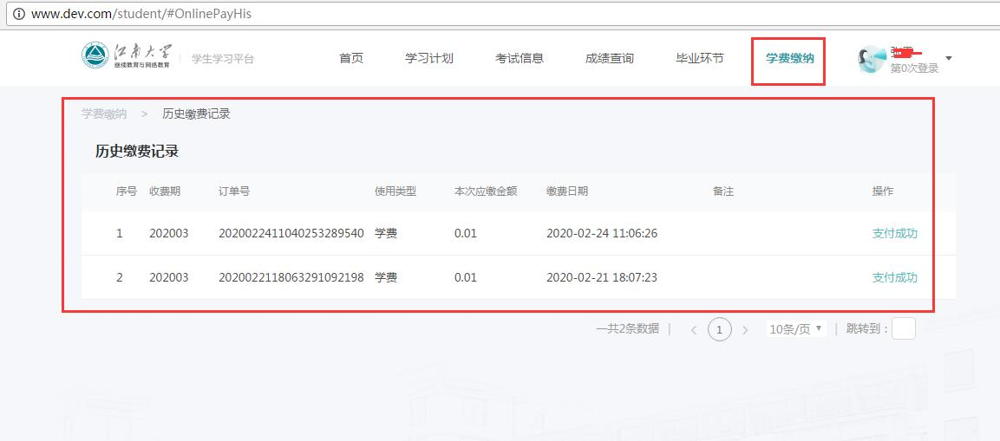 www.dev.com/student/#OnlinePayHis
江南大学
继续教育与网络教育
学生学习平台
首页
学习计划
考试信息
成绩查询
毕业环节
学费缴纳
第0次登录
学费缴纳 > 历史缴费记录
历史缴费记录
序号 收费期 订单号 使用类型 本次应缴金额 缴费日期 备注 操作
1 202003 2020022411040253289540 学费 0.01 2020-02-24 11:06:26 支付成功
2 202003 2020022118063291092198 学费 0.01 2020-02-21 18:07:23 支付成功
一共2条数据 | < 1 > 10条/页 | 跳转到：